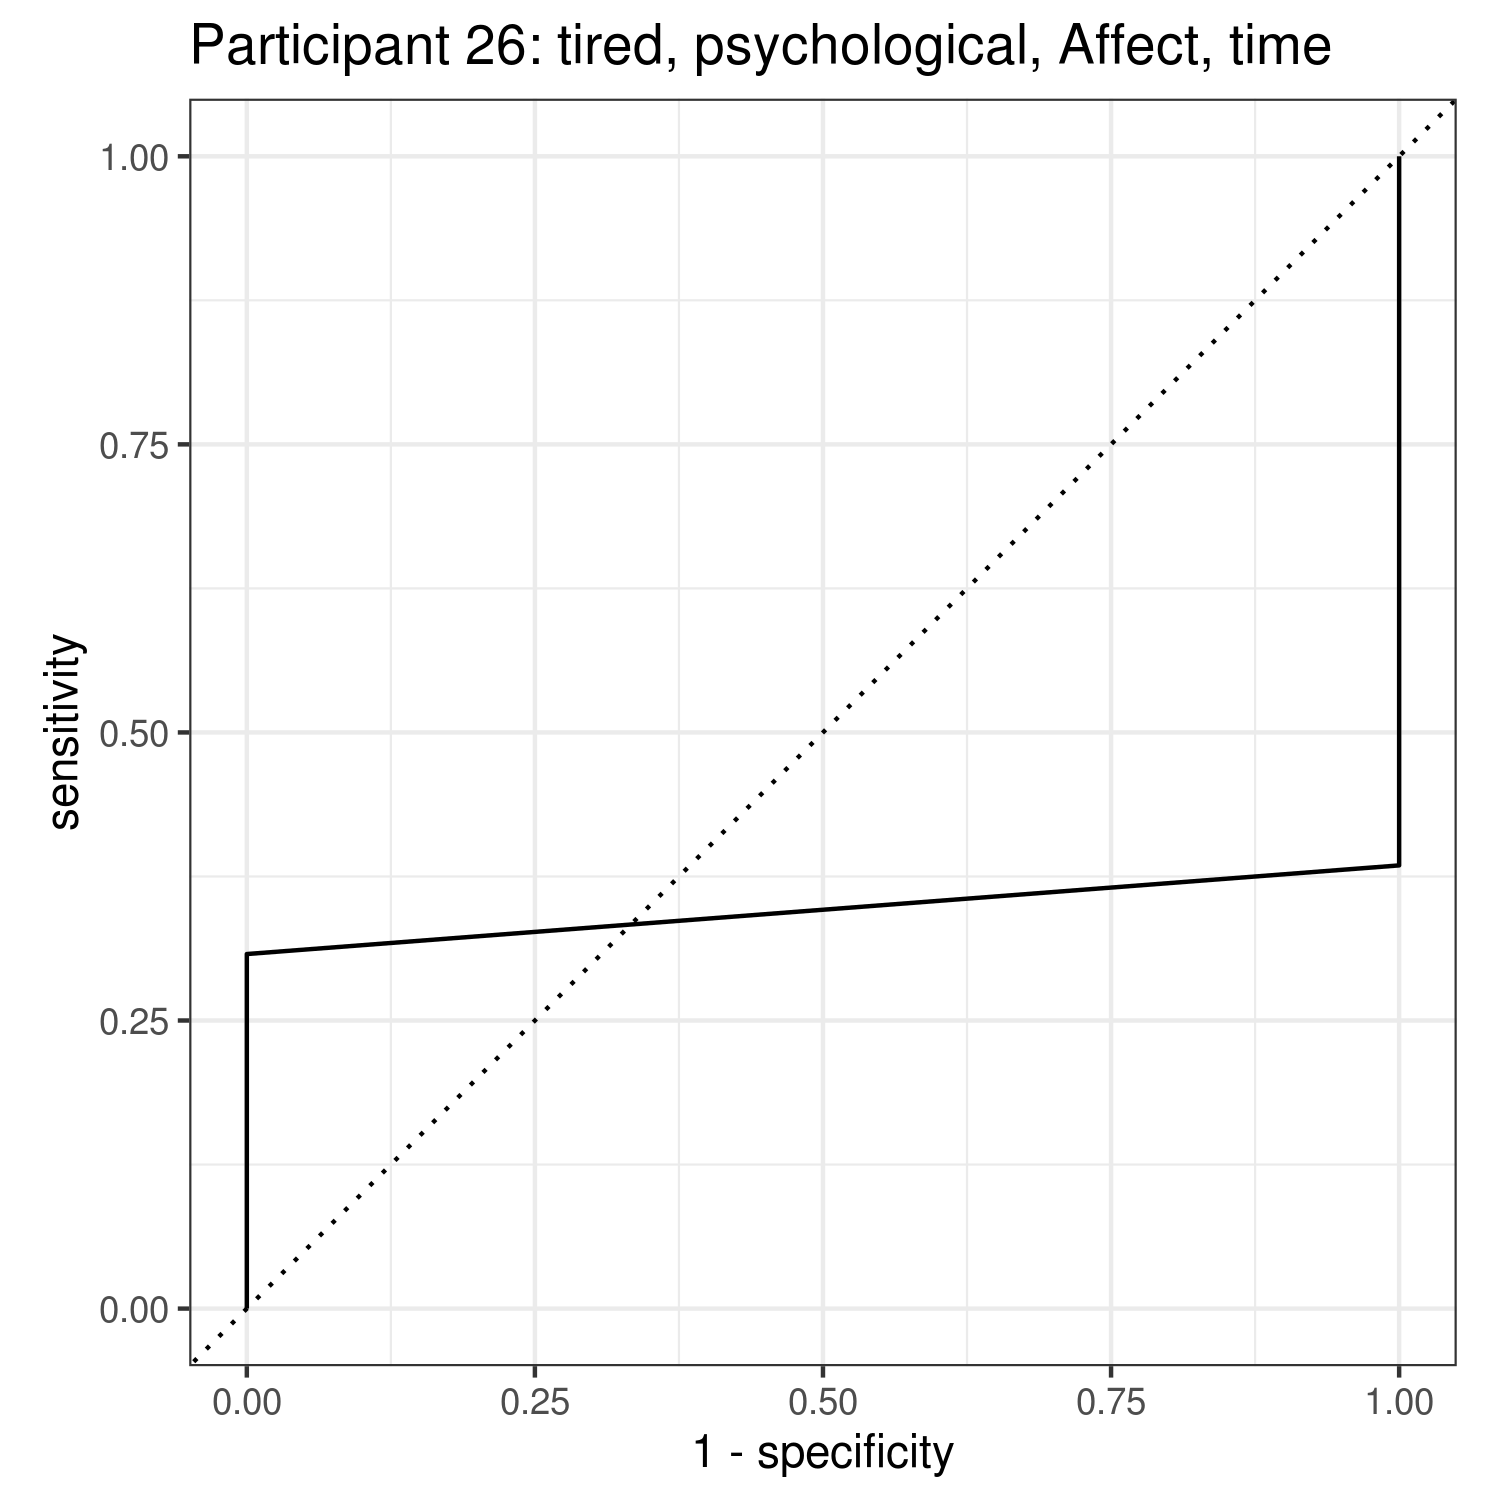 Participant 26: tired, psychological, Affect, time
1.00
0.75
0.50
0.25
0.00
sensitivity
0.00 0.25 0.50 0.75 1.00
1 - specificity